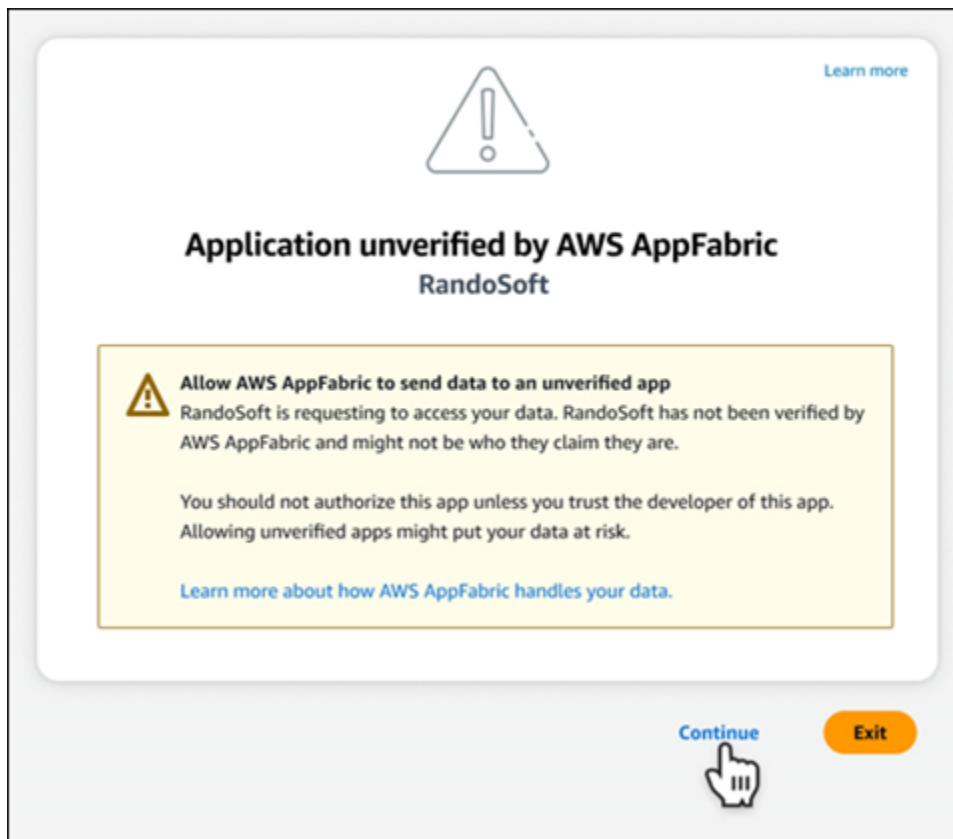 Learn more
Application unverified by AWS AppFabric
RandoSoft
Allow AWS AppFabric to send data to an unverified app
RandoSoft is requesting to access your data. RandoSoft has not been verified by
AWS AppFabric and might not be who they claim they are.
You should not authorize this app unless you trust the developer of this app.
Allowing unverified apps might put your data at risk.
Learn more about how AWS AppFabric handles your data.
Continue
Exit